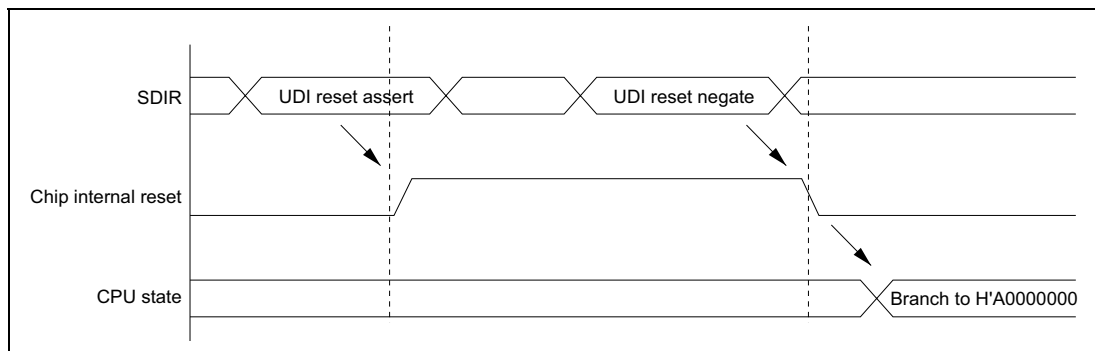 SDIR
UDI reset assert
UDI reset negate
Chip internal reset
CPU state
Branch to H'A0000000